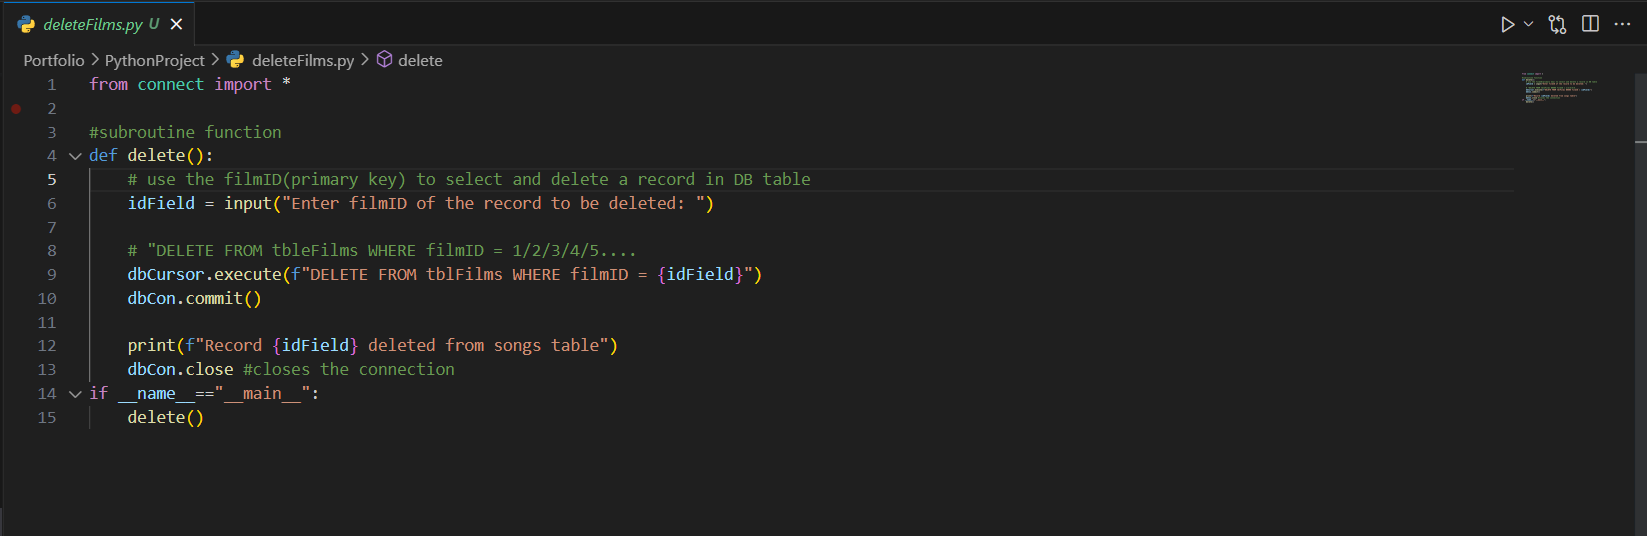 deleteFilms.py U
Portfolio > PythonProject > deleteFilms.py > delete
1 from connect import *
2
3 #subroutine function
4 def delete():
5 # use the filmID(primary key) to select and delete a record in DB table
6 idField = input("Enter filmID of the record to be deleted: ")
7
8 # "DELETE FROM tbleFilms WHERE filmID = 1/2/3/4/5....
9 dbCursor.execute(f"DELETE FROM tblFilms WHERE filmID = {idField}")
10 dbCon.commit()
11
12 print(f"Record {idField} deleted from songs table")
13 dbCon.close #closes the connection
14 if __name__=="__main__":
15 delete()